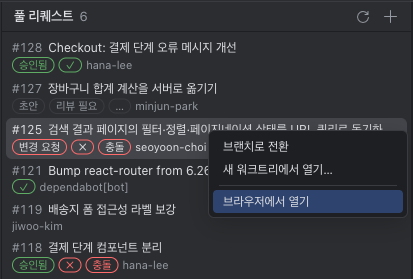 풀 리퀘스트 6
#128 Checkout: 결제 단계 오류 메시지 개선
승인됨 hana-lee
#127 장바구니 합계 계산을 서버로 옮기기
초안 리뷰 필요 ... minjun-park
#125 검색 결과 페이지의 필터·정렬·페이지네이션 상태를 URL 쿼리로 동기화
변경 요청 충돌 seoyoon-choi
브랜치로 전환
새 워크트리에서 열기...
브라우저에서 열기
#121 Bump react-router from 6.26
dependabot[bot]
#119 배송지 폼 접근성 라벨 보강
jiwoo-kim
#118 결제 단계 컴포넌트 분리
승인됨 충돌 hana-lee